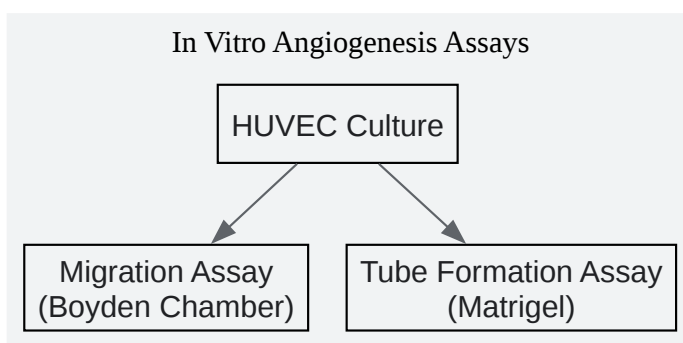 In Vitro Angiogenesis Assays
HUVEC Culture
Migration Assay
(Boyden Chamber)
Tube Formation Assay
(Matrigel)